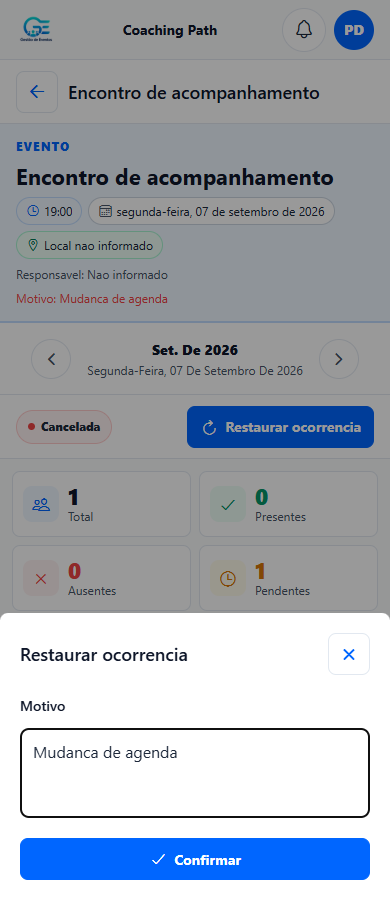 Gestão de Eventos
Coaching Path
PD
Encontro de acompanhamento
EVENTO
Encontro de acompanhamento
19:00
segunda-feira, 07 de setembro de 2026
Local nao informado
Responsavel: Nao informado
Motivo: Mudanca de agenda
Set. De 2026
Segunda-Feira, 07 De Setembro De 2026
Cancelada
Restaurar ocorrencia
1
Total
0
Presentes
0
Ausentes
1
Pendentes
Restaurar ocorrencia
Motivo
Mudanca de agenda
Confirmar